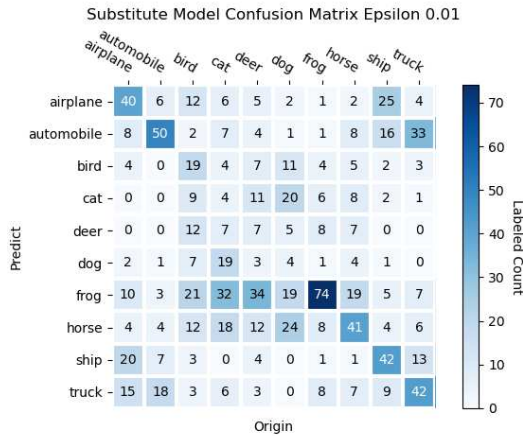 Substitute Model Confusion Matrix Epsilon 0.01
airplane automobile bird cat deer dog frog horse ship truck
airplane 40 6 12 6 5 2 1 2 25 4
automobile 8 50 2 7 4 1 1 8 16 33
bird 4 0 19 4 7 11 4 5 2 3
cat 0 0 9 4 11 20 6 8 2 1
deer 0 0 12 7 7 5 8 7 0 0
dog 2 1 7 19 3 4 1 4 1 0
frog 10 3 21 32 34 19 74 19 5 7
horse 4 4 12 18 12 24 8 41 4 6
ship 20 7 3 0 4 0 1 1 42 13
truck 15 18 3 6 3 0 8 7 9 42
Predict
Origin
70
60
50
40
30
20
10
0
Labeled Count